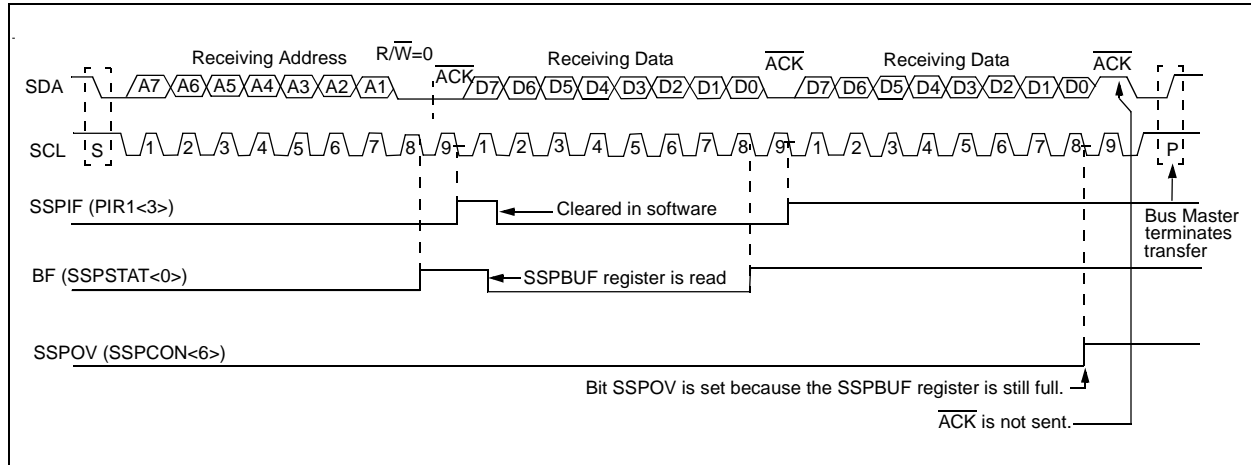 Receiving Address R/W=0 Receiving Data ACK Receiving Data ACK
SDA A7 A6 A5 A4 A3 A2 A1 ACK D7 D6 D5 D4 D3 D2 D1 D0 D7 D6 D5 D4 D3 D2 D1 D0
SCL S 1 2 3 4 5 6 7 8 9 1 2 3 4 5 6 7 8 9 1 2 3 4 5 6 7 8 9 P
SSPIF (PIR1<3>)
Cleared in software
Bus Master
terminates
transfer
BF (SSPSTAT<0>)
SSPBUF register is read
SSPOV (SSPCON<6>)
Bit SSPOV is set because the SSPBUF register is still full.
ACK is not sent.